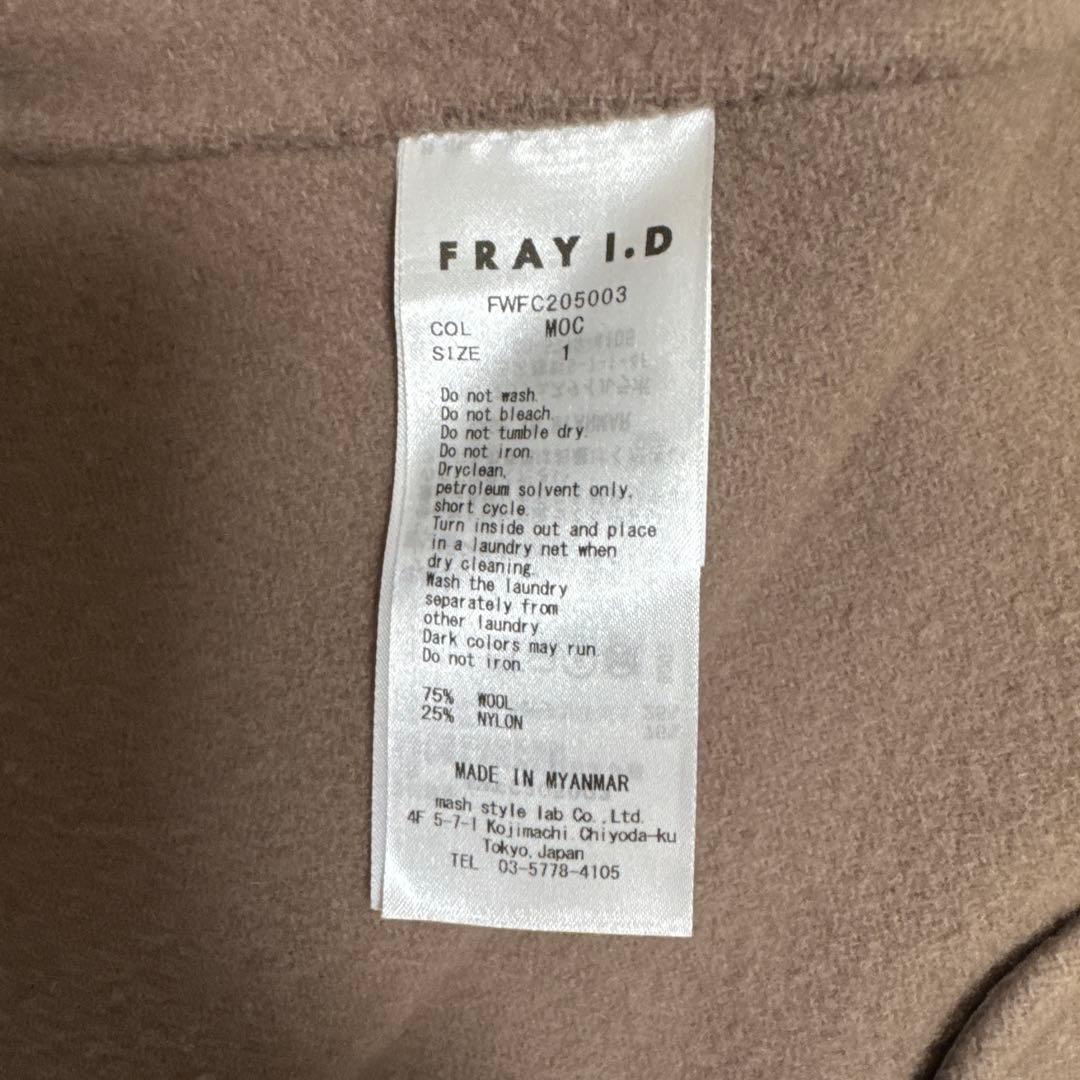 FRAY I.D
FWFC205003
COL MOC
SIZE 1
Do not wash.
Do not bleach.
Do not tumble dry.
Do not iron.
Dryclean,
petroleum solvent only,
short cycle.
Turn inside out and place
in a laundry net when
dry cleaning.
Wash the laundry
separately from
other laundry
Dark colors may run.
Do not iron
75% WOOL
25% NYLON
MADE IN MYANMAR
mash style lab Co.,Ltd.
4F 5-7-1 Kojimachi Chiyoda-ku
Tokyo, Japan
TEL 03-5778-4105